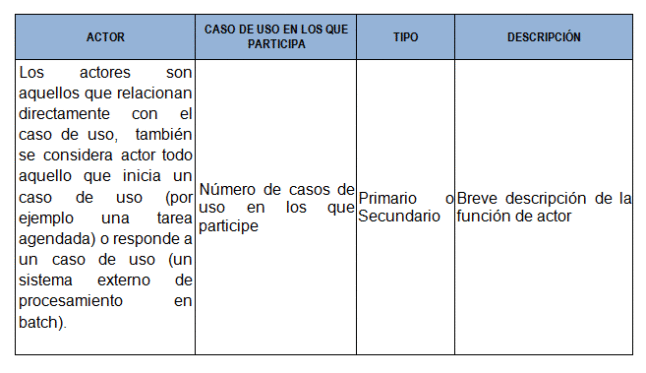 ACTOR
CASO DE USO EN LOS QUE
PARTICIPA
TIPO
DESCRIPCIÓN
Los actores son
aquellos que relacionan
directamente con el
caso de uso, también
se considera actor todo
aquello que inicia un
caso de uso (por
ejemplo una tarea
agendada) o responde a
un caso de uso (un
sistema externo de
procesamiento en
batch).
Número de casos de
uso en los que
participe
Primario o
Secundario
Breve descripción de la
función de actor